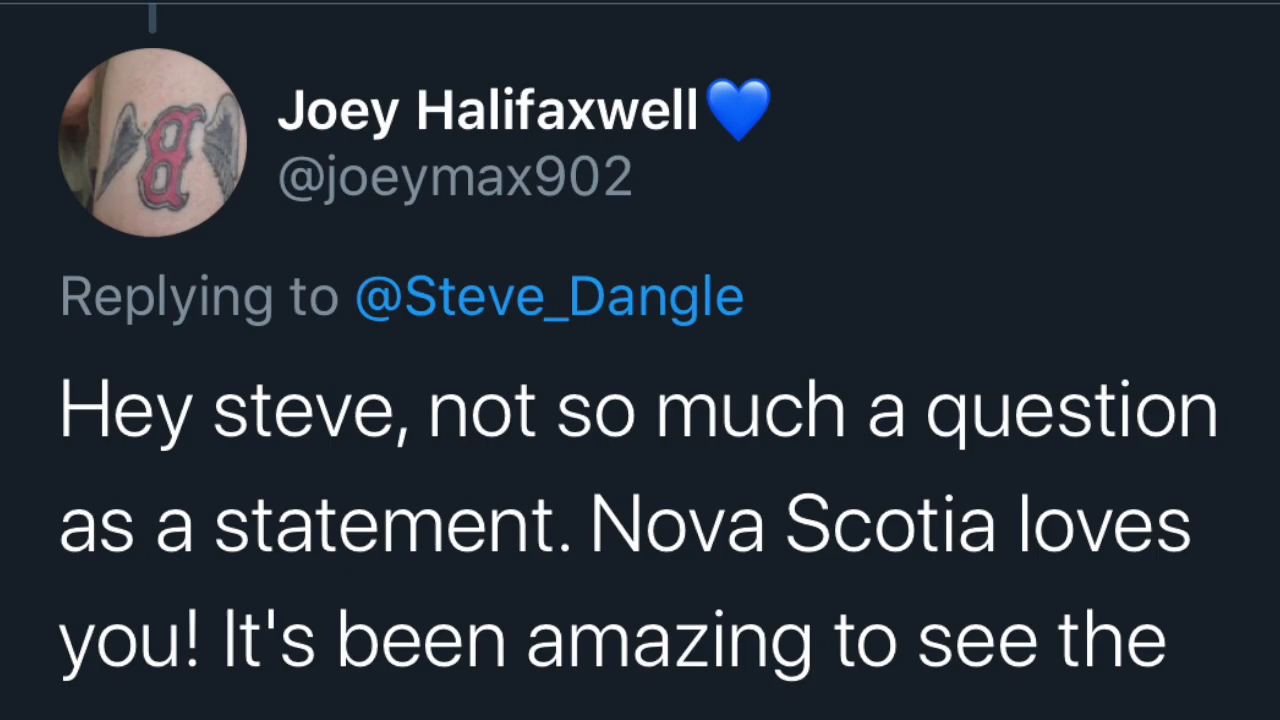 Joey Halifaxwell💙
@joeymax902
Replying to @Steve_Dangle
Hey steve, not so much a question
as a statement. Nova Scotia loves
you! It's been amazing to see the